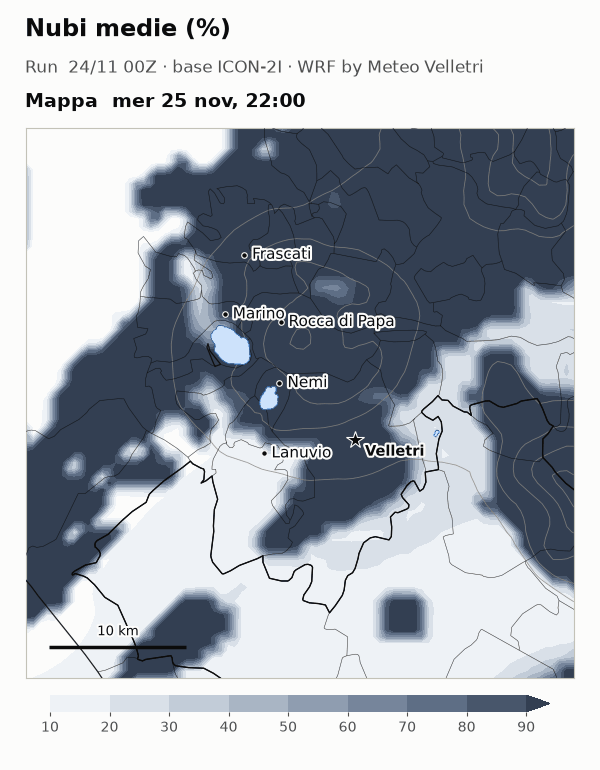 Nubi medie (%)
Run  24/11 00Z · base ICON-2I · WRF by Meteo Velletri
Mappa  mer 25 nov, 22:00
Frascati
Marino
Rocca di Papa
Nemi
Velletri
Lanuvio
10 km
10 20 30 40 50 60 70 80 90